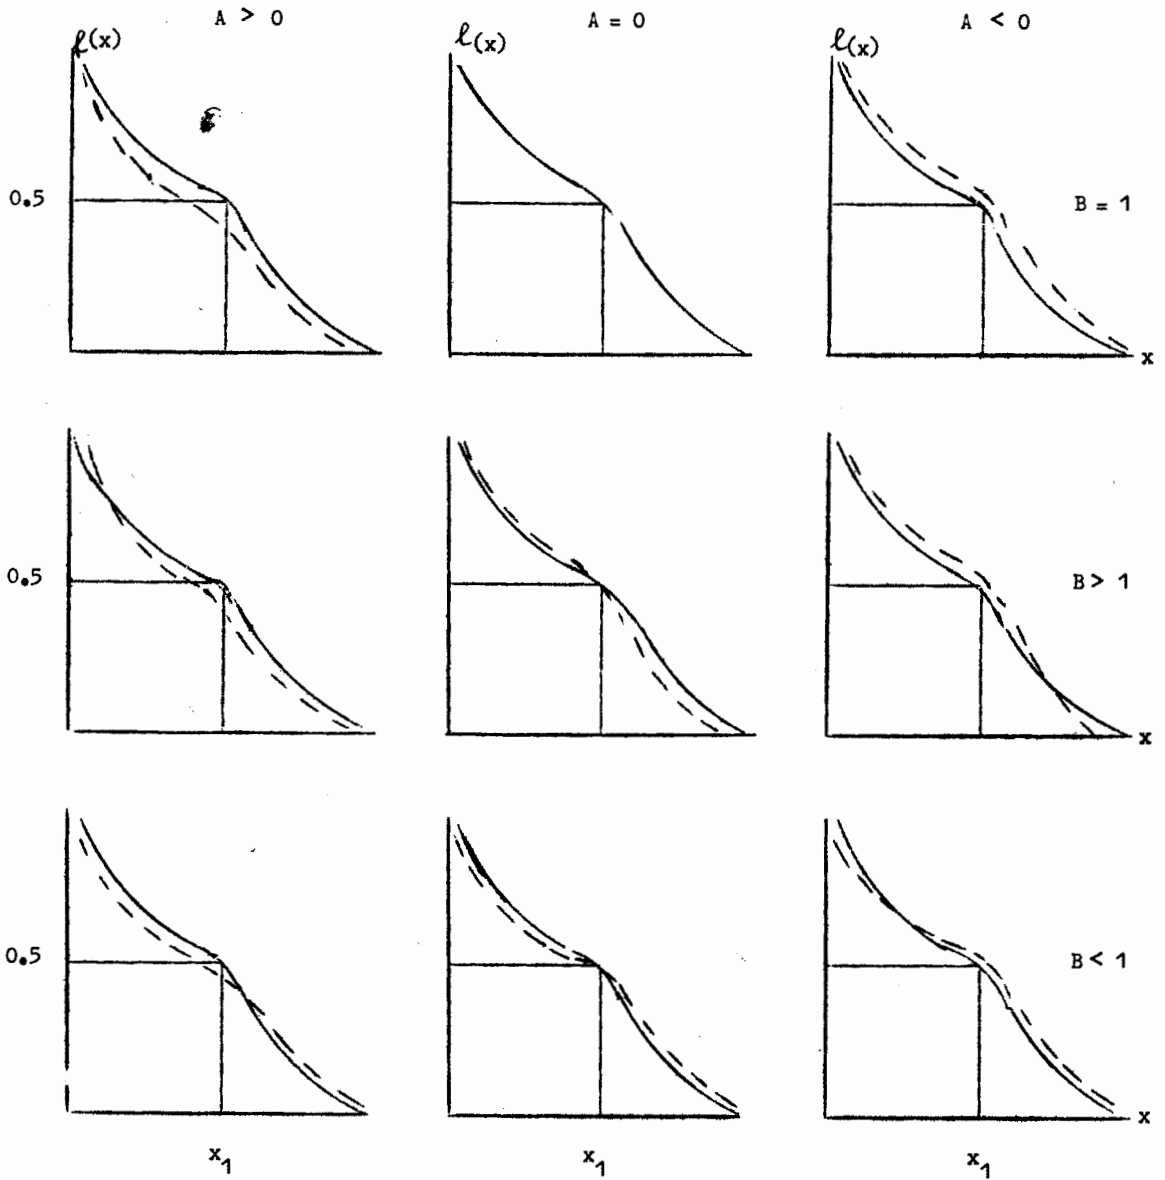 A > 0 A = 0 A < 0
ℓ(x) ℓ(x) ℓ(x)
0.5 B = 1
x
0.5 B > 1
x
0.5 B < 1
x
x₁ x₁ x₁